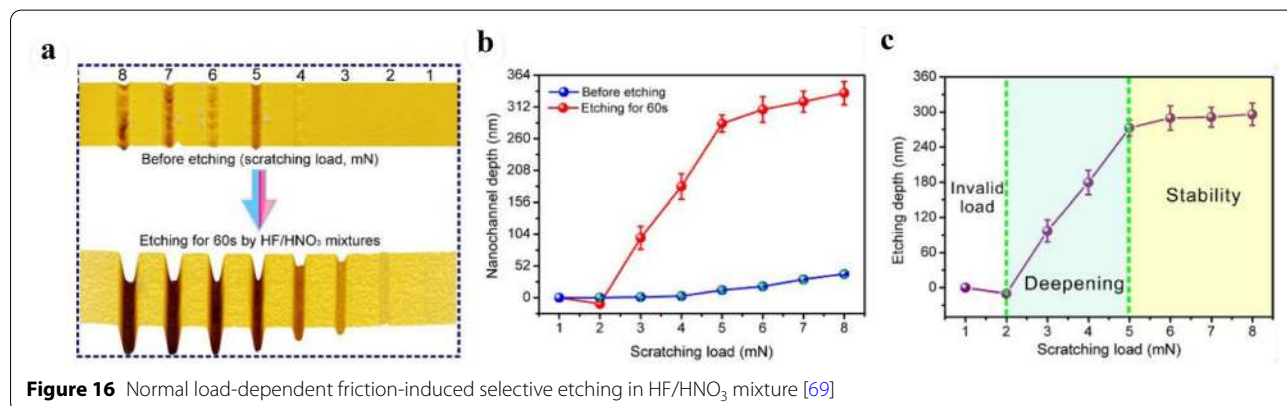 a
8 7 6 5 4 3 2 1
Before etching (scratching load, mN)
Etching for 60s by HF/HNO₃ mixtures
b
Nanochannel depth (nm)
364
312
260
208
156
104
52
0
Before etching
Etching for 60s
1 2 3 4 5 6 7 8
Scratching load (mN)
c
Etching depth (nm)
360
300
240
180
120
60
0
Invalid
load
Deepening
Stability
1 2 3 4 5 6 7 8
Scratching load (mN)
Figure 16 Normal load-dependent friction-induced selective etching in HF/HNO₃ mixture [69]